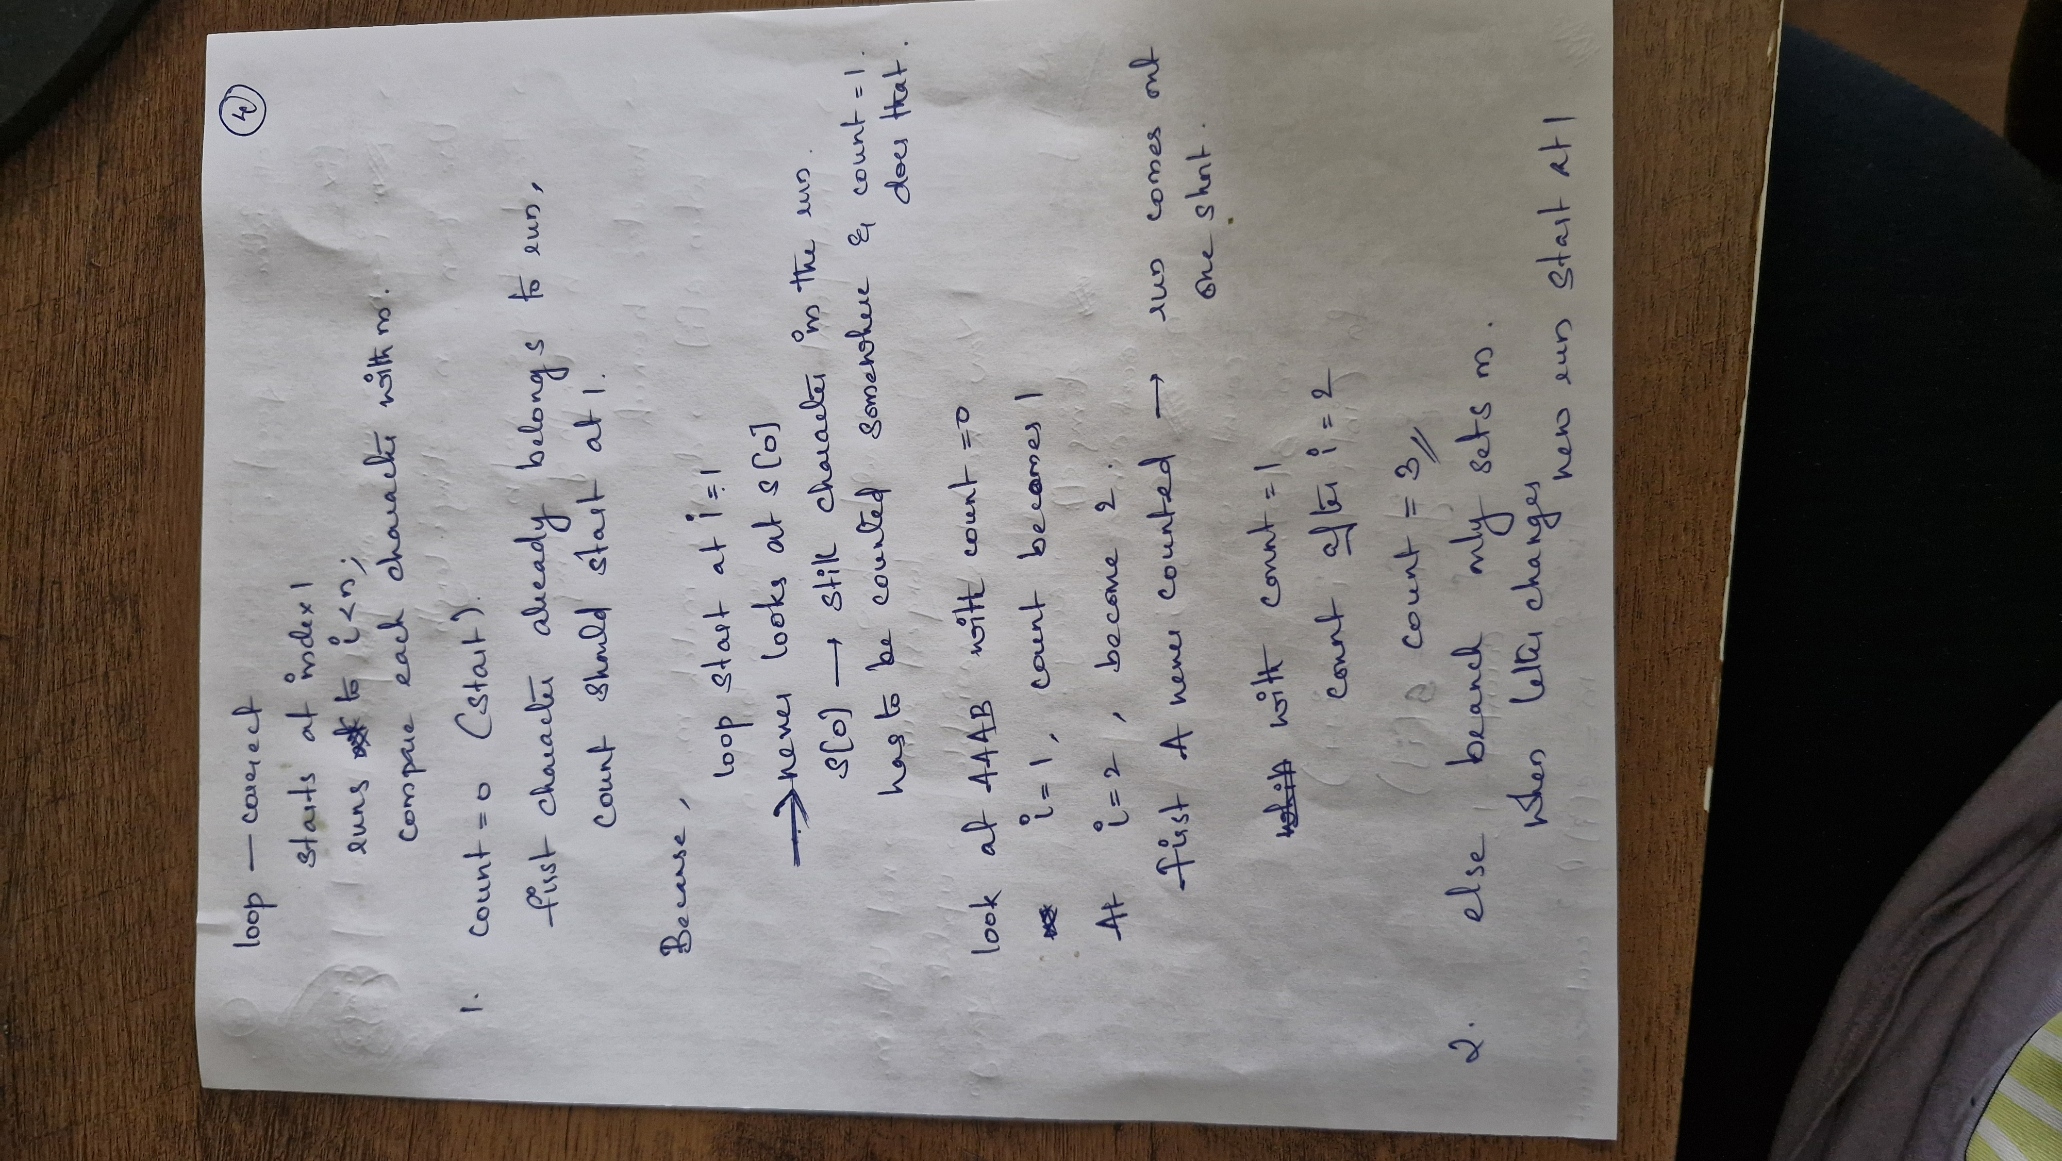 4
loop — correct
starts at index 1
runs to i<n;
compare each character with m.
1. count = 0 (start).
first character already belongs to run,
count should start at 1.
Because,
loop start at i=1
→ never looks at s[0]
s[0] → still character in the run.
has to be counted somewhere & count = 1.
does that.
look at AAAB with count = 0
i = 1, count becomes 1
At i = 2, become 2.
first A never counted → run comes out
one short.
with count = 1
count after i = 2
count = 3
2. else branch only sets m.
When letter changes
new run start at 1